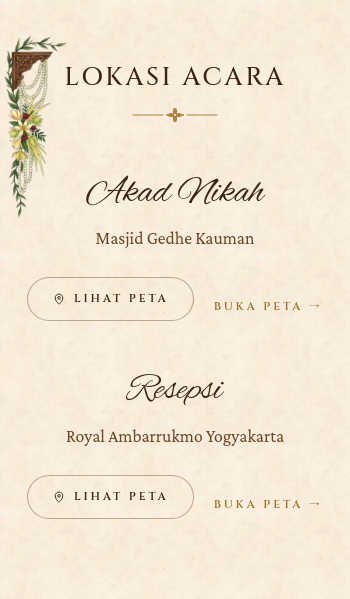 LOKASI ACARA
Akad Nikah
Masjid Gedhe Kauman
LIHAT PETA
BUKA PETA →
Resepsi
Royal Ambarrukmo Yogyakarta
LIHAT PETA
BUKA PETA →